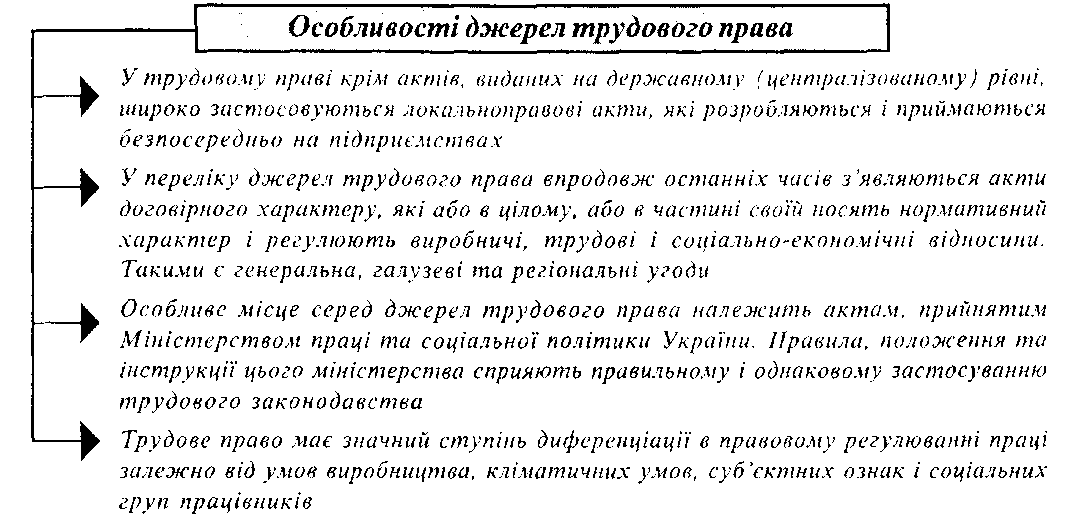 Особливості джерел трудового права
У трудовому праві крім актів, виданих на державному (централізованому) рівні,
широко застосовуються локальноправові акти, які розробляються і приймаються
безпосередньо на підприємствах
У переліку джерел трудового права впродовж останніх часів з’являються акти
договірного характеру, які або в цілому, або в частині своїй носять нормативний
характер і регулюють виробничі, трудові і соціально-економічні відносини.
Такими є генеральна, галузеві та регіональні угоди
Особливе місце серед джерел трудового права належить актам, прийнятим
Міністерством праці та соціальної політики України. Правила, положення та
інструкції цього міністерства сприяють правильному і однаковому застосуванню
трудового законодавства
Трудове право має значний ступінь диференціації в правовому регулюванні праці
залежно від умов виробництва, кліматичних умов, суб’єктних ознак і соціальних
груп працівників